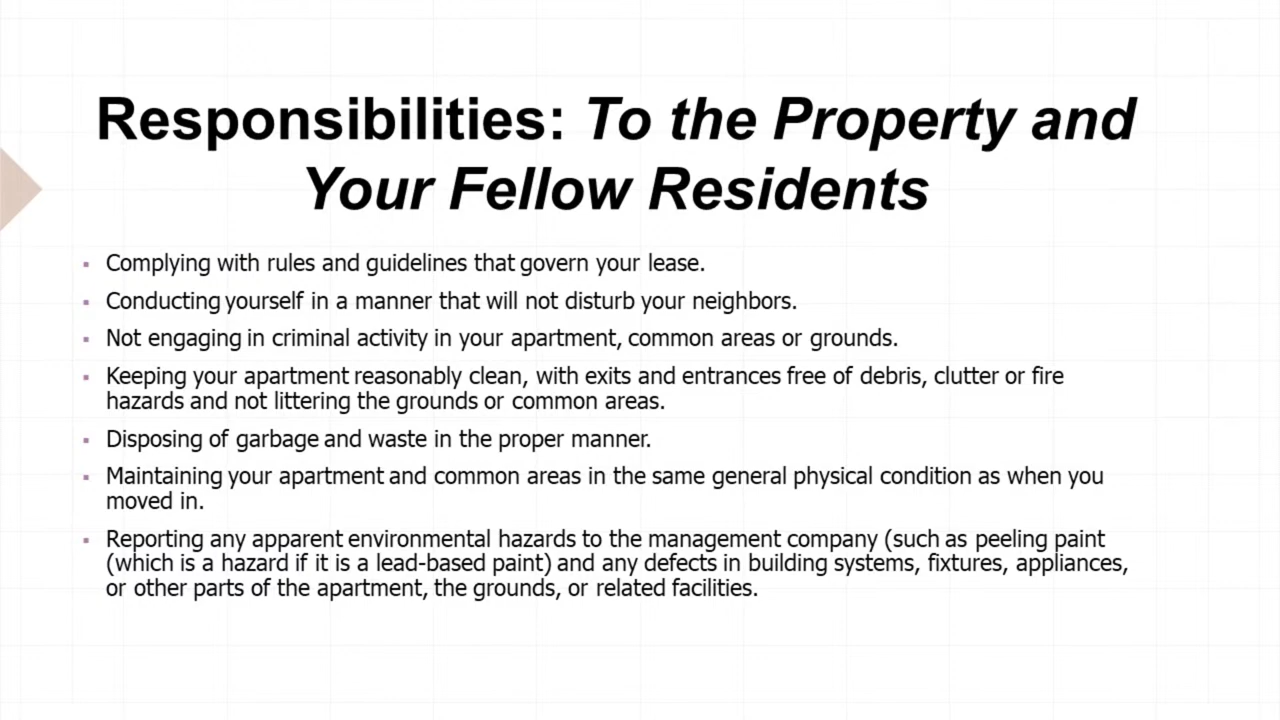 Responsibilities: To the Property and
Your Fellow Residents
▪ Complying with rules and guidelines that govern your lease.
▪ Conducting yourself in a manner that will not disturb your neighbors.
▪ Not engaging in criminal activity in your apartment, common areas or grounds.
▪ Keeping your apartment reasonably clean, with exits and entrances free of debris, clutter or fire
hazards and not littering the grounds or common areas.
▪ Disposing of garbage and waste in the proper manner.
▪ Maintaining your apartment and common areas in the same general physical condition as when you
moved in.
▪ Reporting any apparent environmental hazards to the management company (such as peeling paint
(which is a hazard if it is a lead-based paint) and any defects in building systems, fixtures, appliances,
or other parts of the apartment, the grounds, or related facilities.